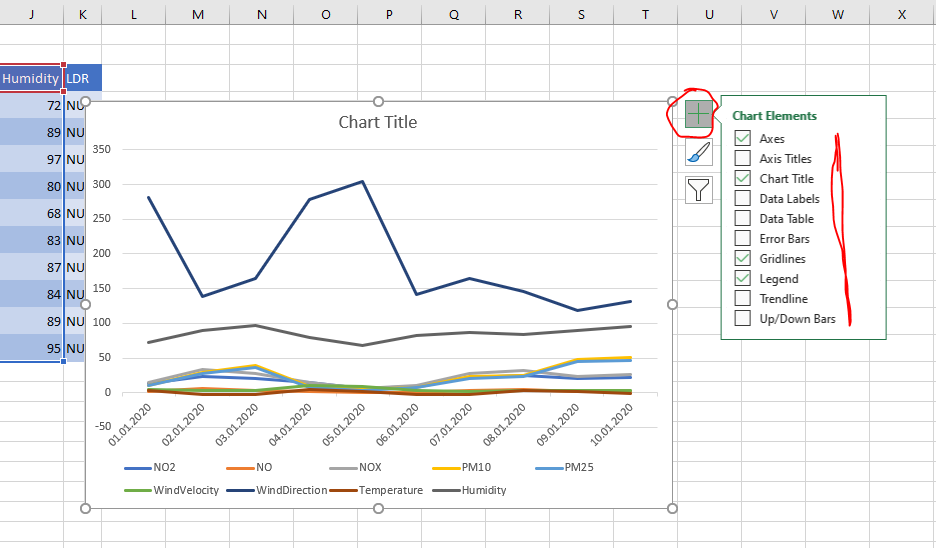 J K L M N O P Q R S T U V W X
Humidity LDR
72 NU
89 NU
97 NU
80 NU
68 NU
83 NU
87 NU
84 NU
89 NU
95 NU
Chart Title
350
300
250
200
150
100
50
0
-50
01.01.2020 02.01.2020 03.01.2020 04.01.2020 05.01.2020 06.01.2020 07.01.2020 08.01.2020 09.01.2020 10.01.2020
NO2 NO NOX PM10 PM25
WindVelocity WindDirection Temperature Humidity
Chart Elements
Axes
Axis Titles
Chart Title
Data Labels
Data Table
Error Bars
Gridlines
Legend
Trendline
Up/Down Bars